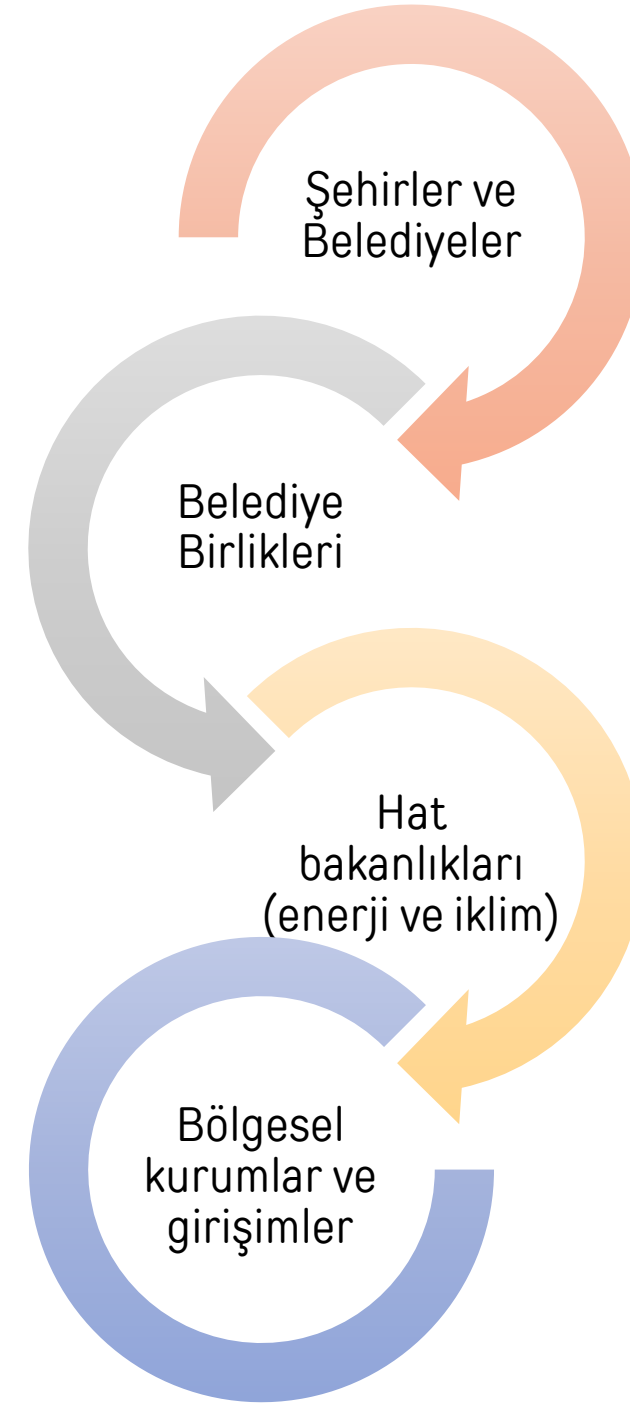 Şehirler ve
Belediyeler
Belediye
Birlikleri
Hat
bakanlıkları
(enerji ve iklim)
Bölgesel
kurumlar ve
girişimler